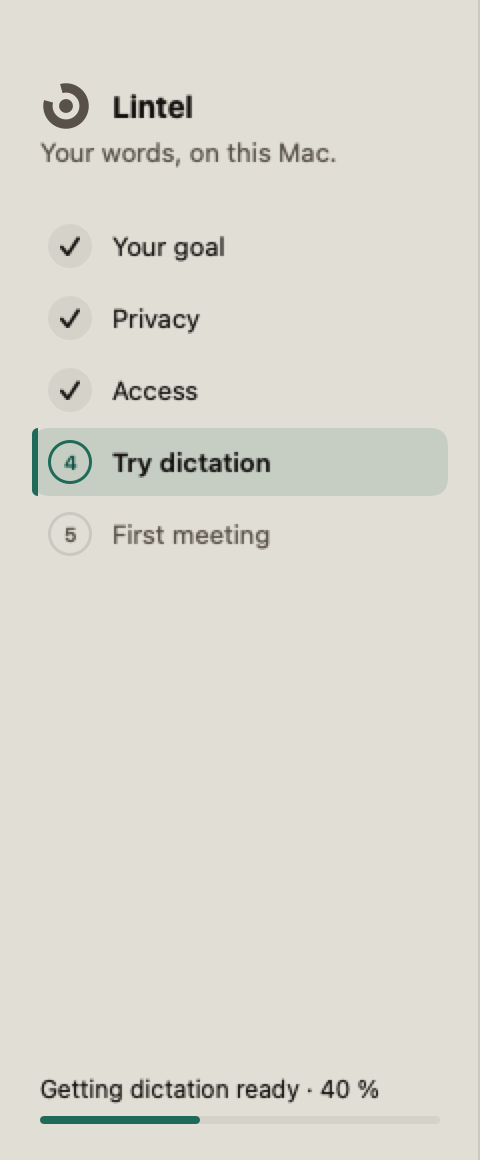 Lintel
Your words, on this Mac.
Your goal
Privacy
Access
4 Try dictation
5 First meeting
Getting dictation ready · 40 %